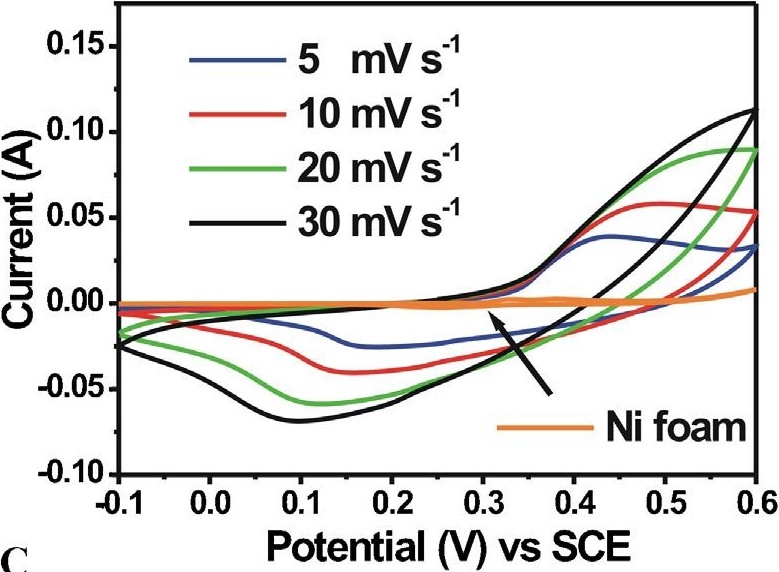 0.15
0.10
0.05
0.00
-0.05
-0.10
Current (A)
5 mV s-1
10 mV s-1
20 mV s-1
30 mV s-1
Ni foam
-0.1 0.0 0.1 0.2 0.3 0.4 0.5 0.6
Potential (V) vs SCE
C